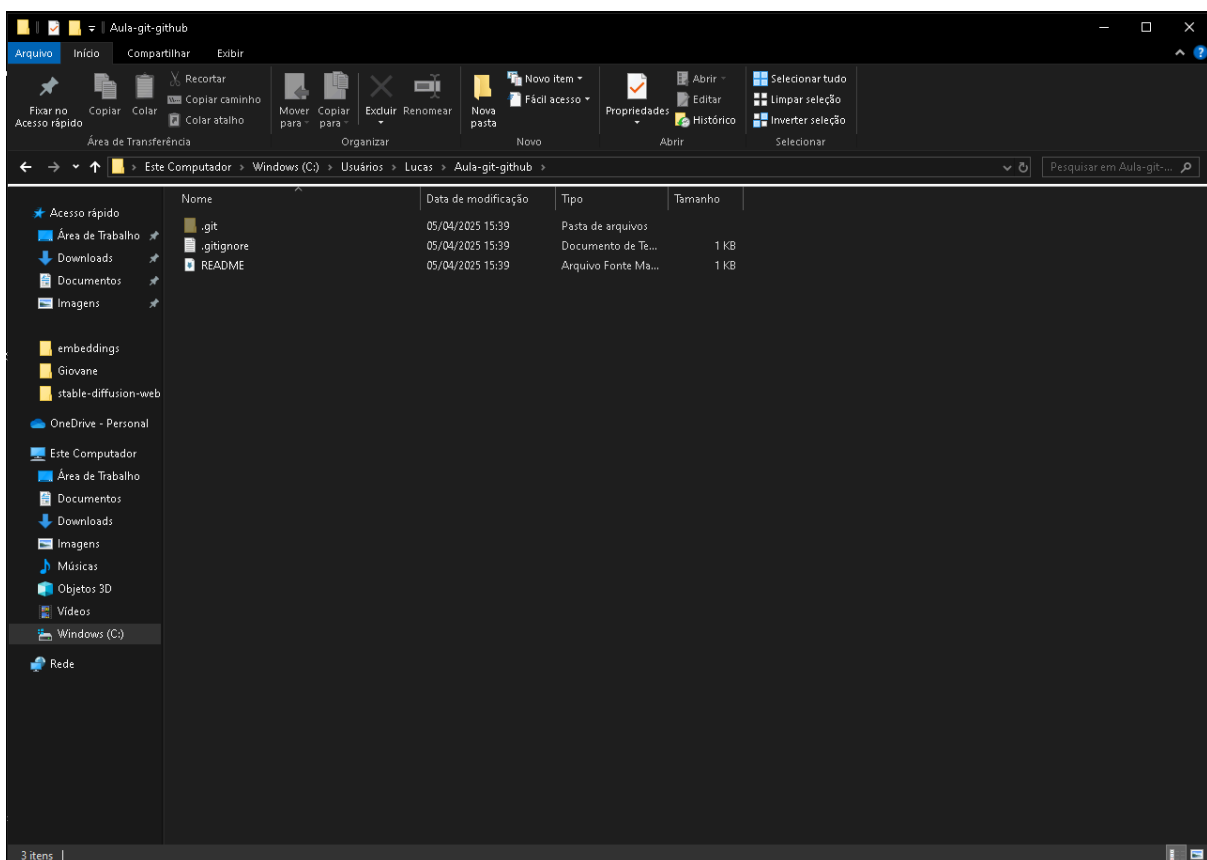 Aula-git-github
Arquivo Início Compartilhar Exibir
Fixar no Acesso rápido
Copiar
Colar
Recortar
Copiar caminho
Colar atalho
Área de Transferência
Mover para
Copiar para
Excluir
Renomear
Organizar
Nova pasta
Novo item
Fácil acesso
Novo
Propriedades
Abrir
Editar
Histórico
Abrir
Selecionar tudo
Limpar seleção
Inverter seleção
Selecionar
Este Computador > Windows (C:) > Usuários > Lucas > Aula-git-github >
Pesquisar em Aula-git-...
Nome Data de modificação Tipo Tamanho
.git 05/04/2025 15:39 Pasta de arquivos
.gitignore 05/04/2025 15:39 Documento de Te... 1 KB
README 05/04/2025 15:39 Arquivo Fonte Ma... 1 KB
Acesso rápido
Área de Trabalho
Downloads
Documentos
Imagens
embeddings
Giovane
stable-diffusion-web
OneDrive - Personal
Este Computador
Área de Trabalho
Documentos
Downloads
Imagens
Músicas
Objetos 3D
Vídeos
Windows (C:)
Rede
3 itens